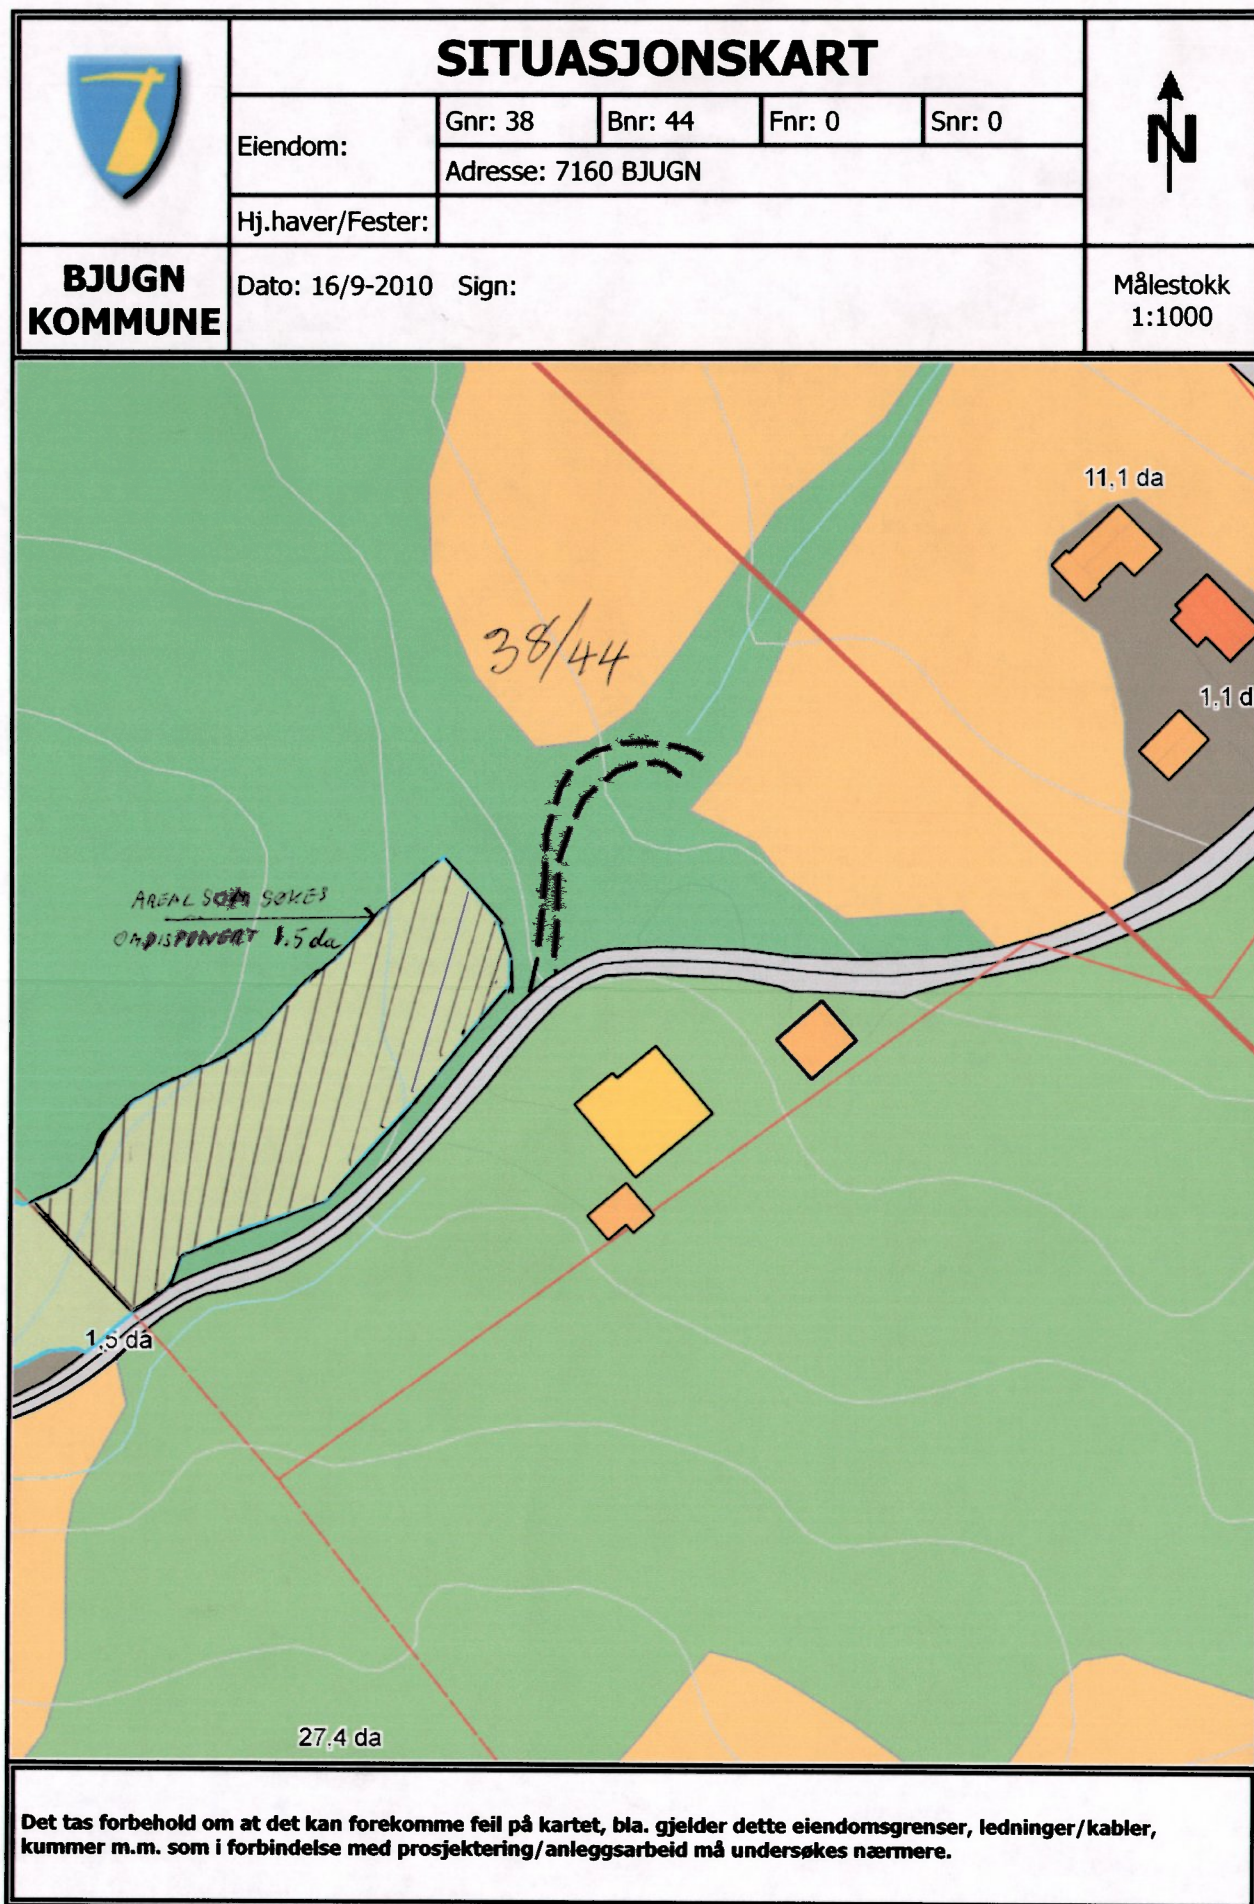 SITUASJONSKART
Eiendom:
Gnr: 38
Bnr: 44
Fnr: 0
Snr: 0
Adresse: 7160 BJUGN
Hj.haver/Fester:
N
BJUGN
KOMMUNE
Dato: 16/9-2010 Sign:
Målestokk
1:1000
11,1 da
38/44
1,1 d
AREAL SOM SØKES
OMDISPONERT 1.5 da
1,5 da
27,4 da
Det tas forbehold om at det kan forekomme feil på kartet, bla. gjelder dette eiendomsgrenser, ledninger/kabler,
kummer m.m. som i forbindelse med prosjektering/anleggsarbeid må undersøkes nærmere.